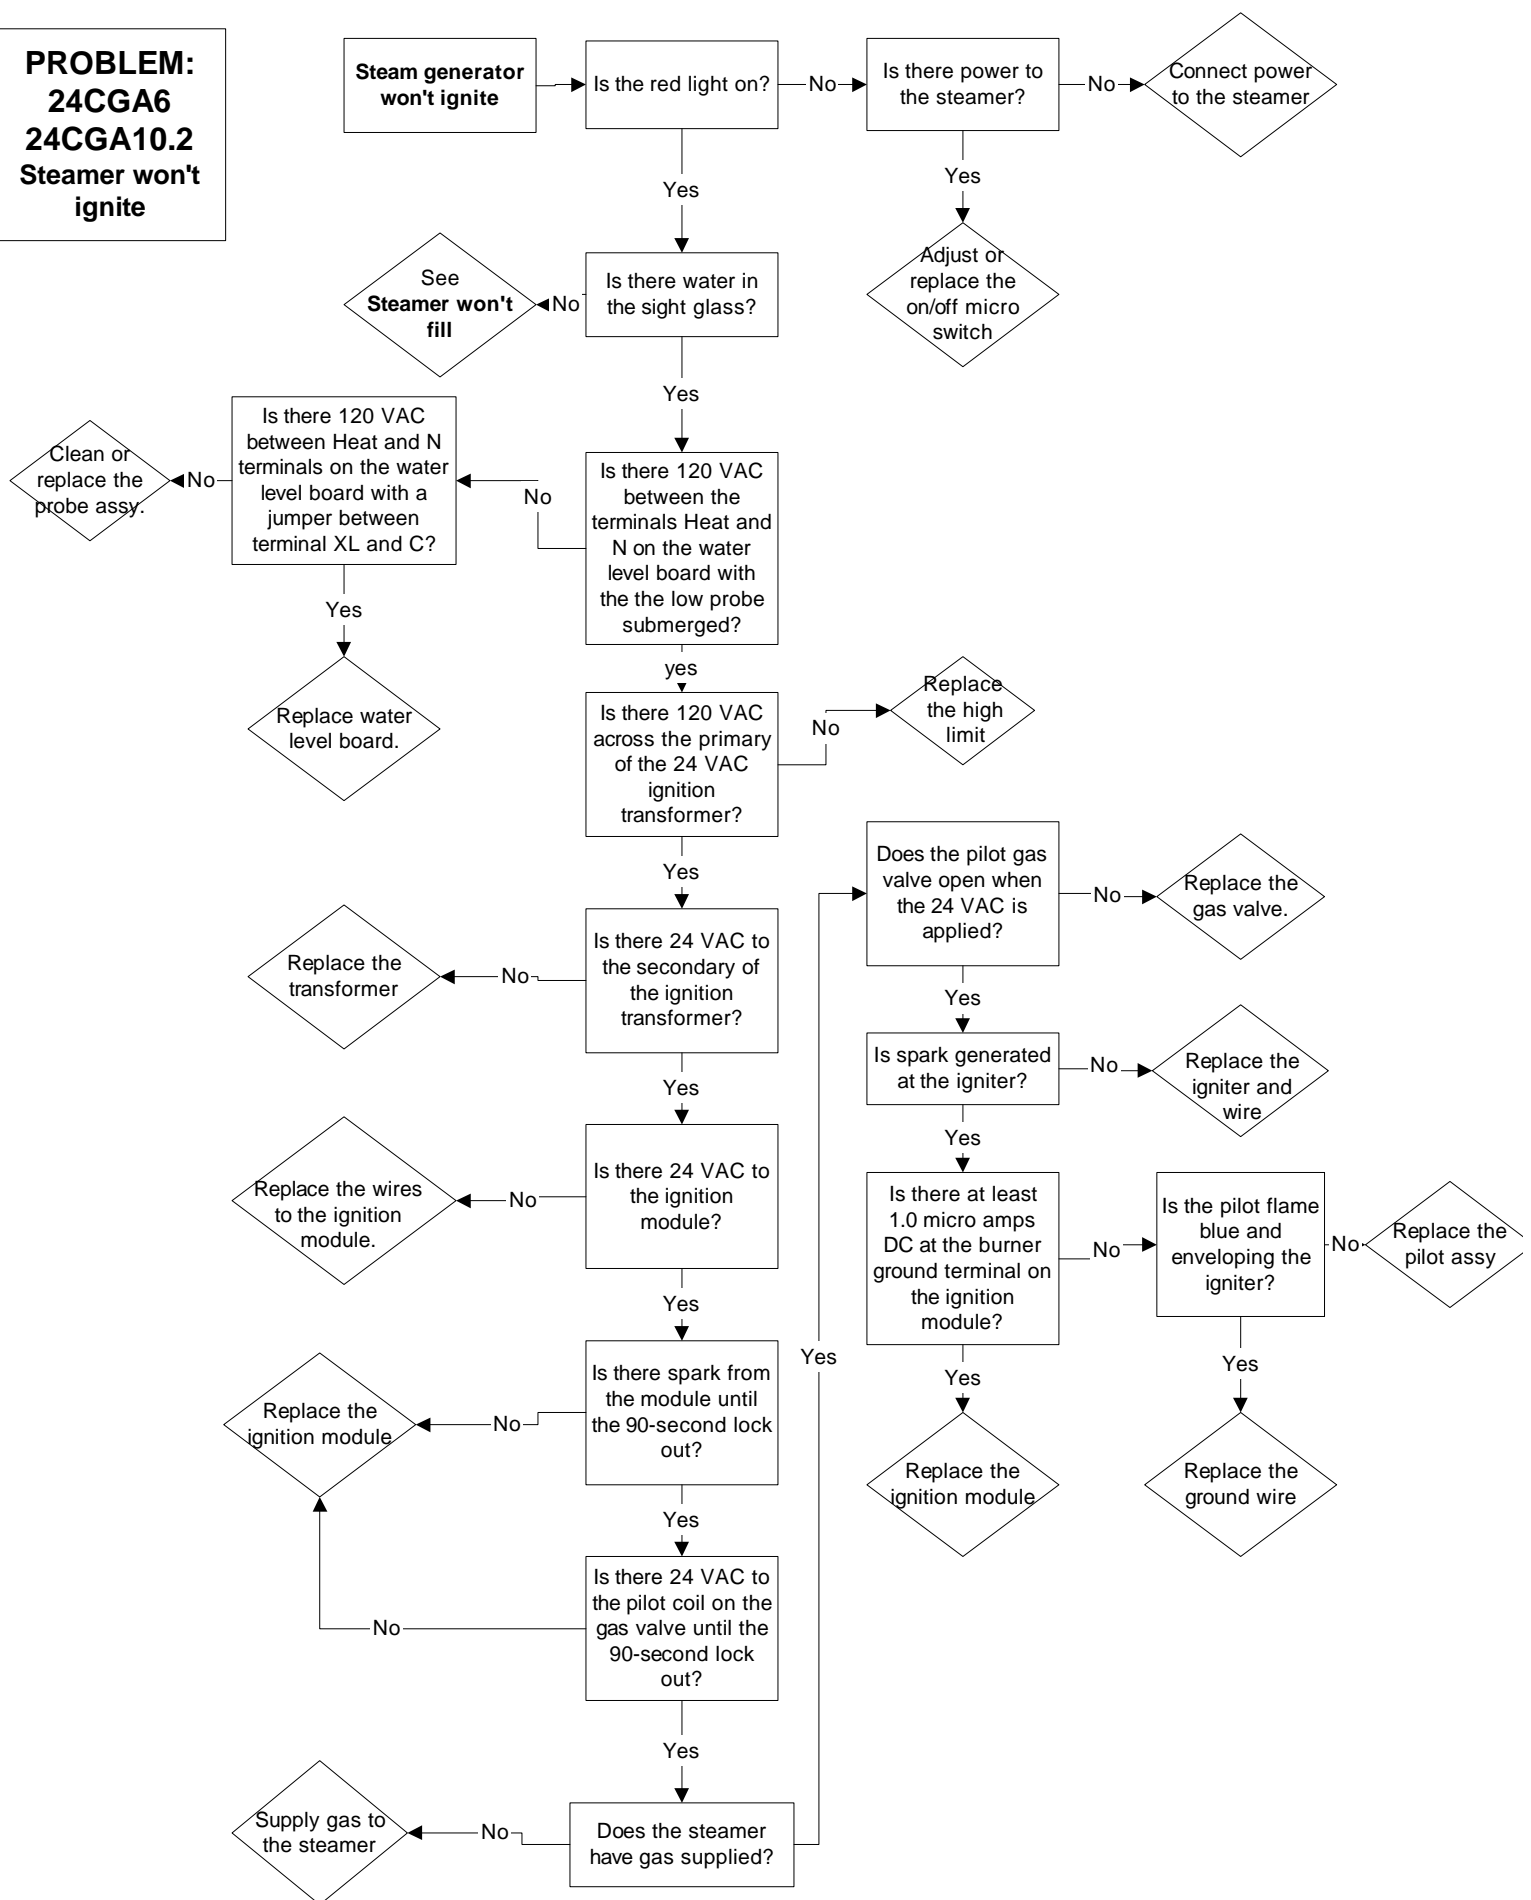 PROBLEM:
24CGA6
24CGA10.2
Steamer won't
ignite
Steam generator
won't ignite
Is the red light on?
No
Is there power to
the steamer?
No
Connect power
to the steamer
Yes
Yes
Adjust or
replace the
on/off micro
switch
See
Steamer won't
fill
No
Is there water in
the sight glass?
Yes
Clean or
replace the
probe assy.
No
Is there 120 VAC
between Heat and N
terminals on the water
level board with a
jumper between
terminal XL and C?
No
Is there 120 VAC
between the
terminals Heat and
N on the water
level board with
the the low probe
submerged?
Yes
Replace water
level board.
yes
Is there 120 VAC
across the primary
of the 24 VAC
ignition
transformer?
No
Replace
the high
limit
Yes
Replace the
transformer
No
Is there 24 VAC to
the secondary of
the ignition
transformer?
Yes
Replace the wires
to the ignition
module.
No
Is there 24 VAC to
the ignition
module?
Yes
Replace the
ignition module
No
Is there spark from
the module until
the 90-second lock
out?
Yes
No
Is there 24 VAC to
the pilot coil on the
gas valve until the
90-second lock
out?
Yes
Supply gas to
the steamer
No
Does the steamer
have gas supplied?
Yes
Does the pilot gas
valve open when
the 24 VAC is
applied?
No
Replace the
gas valve.
Yes
Is spark generated
at the igniter?
No
Replace the
igniter and
wire
Yes
Is there at least
1.0 micro amps
DC at the burner
ground terminal on
the ignition
module?
No
Is the pilot flame
blue and
enveloping the
igniter?
No
Replace the
pilot assy
Yes
Replace the
ignition module
Yes
Replace the
ground wire